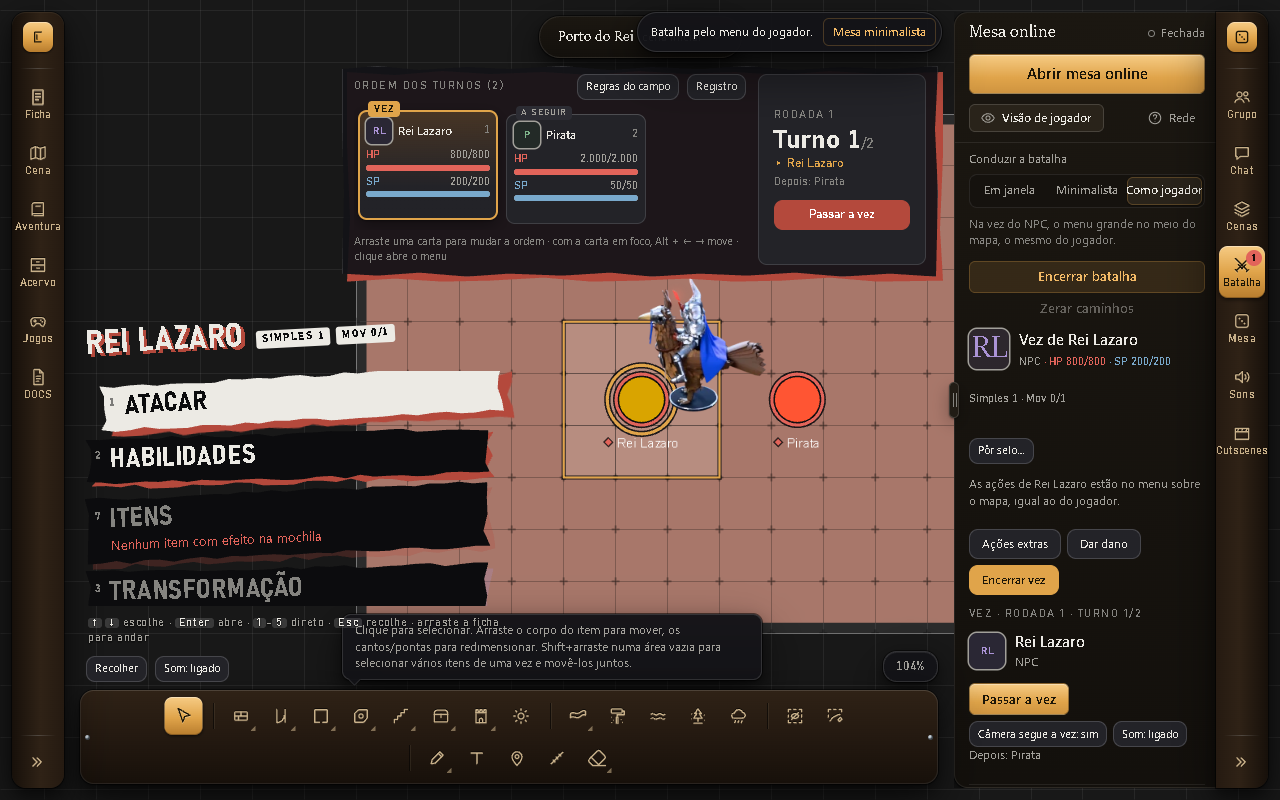 Ficha
Cena
Aventura
Acervo
Jogos
DOCS
Porto do Rei
Batalha pelo menu do jogador.
Mesa minimalista
ORDEM DOS TURNOS (2)
Regras do campo
Registro
VEZ
RL
Rei Lazaro
1
HP
800/800
SP
200/200
A SEGUIR
P
Pirata
2
HP
2.000/2.000
SP
50/50
Arraste uma carta para mudar a ordem · com a carta em foco, Alt + ← → move ·
clique abre o menu
RODADA 1
Turno 1/2
Rei Lazaro
Depois: Pirata
Passar a vez
REI LAZARO
SIMPLES 1
MOV 0/1
1 ATACAR
2 HABILIDADES
7 ITENS
Nenhum item com efeito na mochila
3 TRANSFORMAÇÃO
↑ ↓ escolhe · Enter abre · 1-5 direto · Esc recolhe · arraste a ficha
para andar
Recolher
Som: ligado
Rei Lazaro
Pirata
Clique para selecionar. Arraste o corpo do item para mover, os
cantos/pontas para redimensionar. Shift+arraste numa área vazia para
selecionar vários itens de uma vez e movê-los juntos.
104%
Mesa online
Fechada
Abrir mesa online
Visão de jogador
Rede
Conduzir a batalha
Em janela
Minimalista
Como jogador
Na vez do NPC, o menu grande no meio do
mapa, o mesmo do jogador.
Encerrar batalha
Zerar caminhos
RL
Vez de Rei Lazaro
NPC · HP 800/800 · SP 200/200
Simples 1 · Mov 0/1
Pôr selo...
As ações de Rei Lazaro estão no menu sobre
o mapa, igual ao do jogador.
Ações extras
Dar dano
Encerrar vez
VEZ · RODADA 1 · TURNO 1/2
RL
Rei Lazaro
NPC
Passar a vez
Câmera segue a vez: sim
Som: ligado
Depois: Pirata
Grupo
Chat
Cenas
1
Batalha
Mesa
Sons
Cutscenes